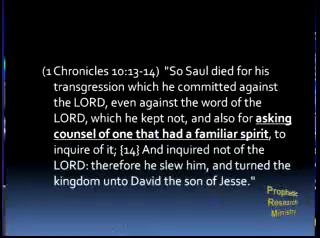 (1 Chronicles 10:13-14) "So Saul died for his
transgression which he committed against
the LORD, even against the word of the
LORD, which he kept not, and also for asking
counsel of one that had a familiar spirit, to
inquire of it; {14} And inquired not of the
LORD: therefore he slew him, and turned the
kingdom unto David the son of Jesse."
Prophetic
Research
Ministry